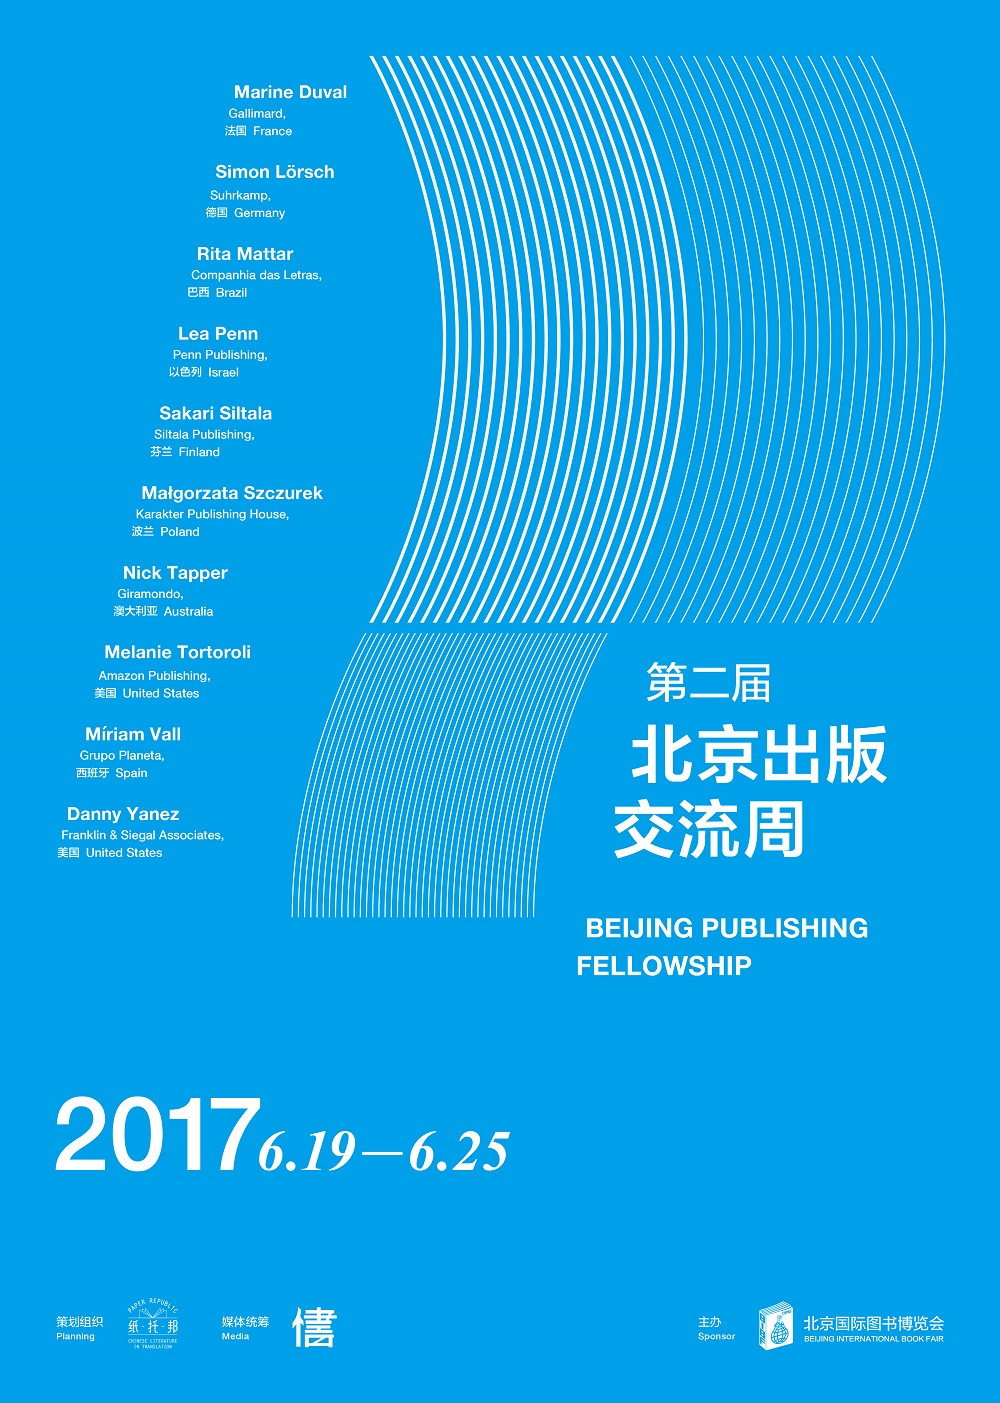 Marine Duval
Gallimard,
法国 France
Simon Lörsch
Suhrkamp,
德国 Germany
Rita Mattar
Companhia das Letras,
巴西 Brazil
Lea Penn
Penn Publishing,
以色列 Israel
Sakari Siltala
Siltala Publishing,
芬兰 Finland
Małgorzata Szczurek
Karakter Publishing House,
波兰 Poland
Nick Tapper
Giramondo,
澳大利亚 Australia
Melanie Tortoroli
Amazon Publishing,
美国 United States
Míriam Vall
Grupo Planeta,
西班牙 Spain
Danny Yanez
Franklin & Siegal Associates,
美国 United States
第二届
北京出版
交流周
BEIJING PUBLISHING
FELLOWSHIP
2017 6.19—6.25
策划组织
Planning
PAPER REPUBLIC
纸·托·邦
CHINESE LITERATURE
IN TRANSLATION
媒体统筹
Media
主办
Sponsor
北京国际图书博览会
BEIJING INTERNATIONAL BOOK FAIR